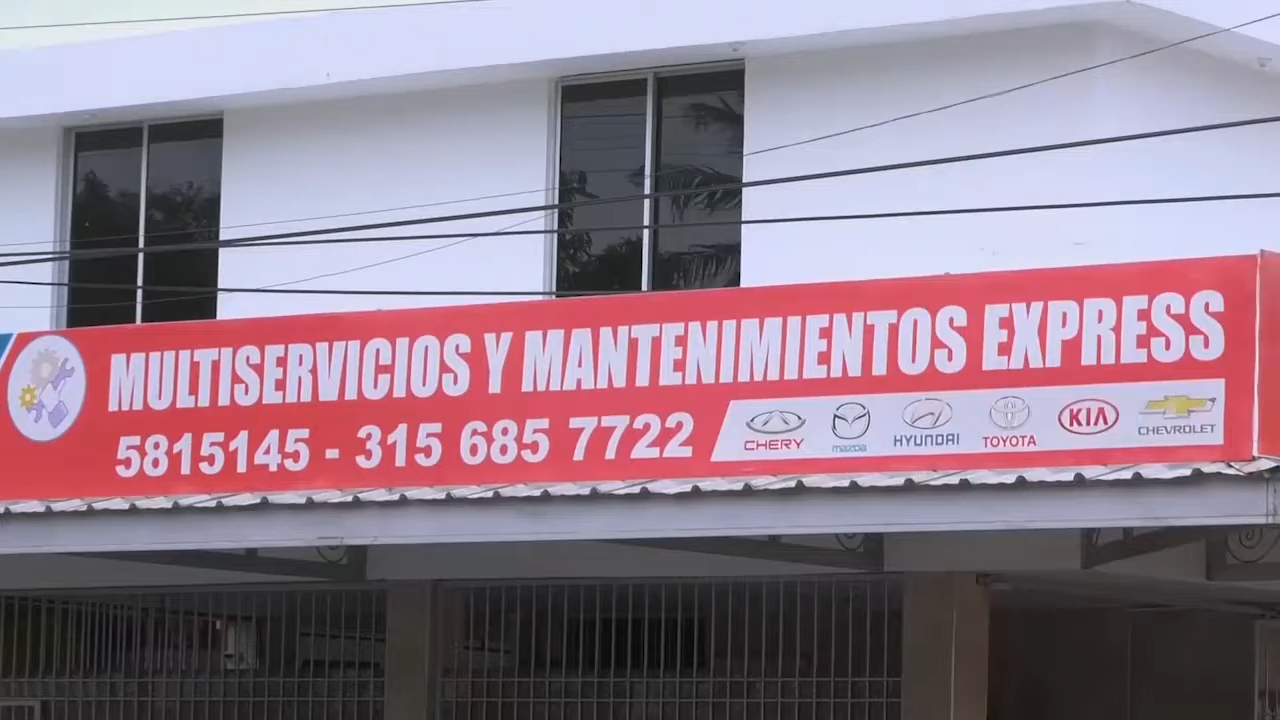 MULTISERVICIOS Y MANTENIMIENTOS EXPRESS
5815145 - 315 685 7722
CHERY mazda HYUNDAI TOYOTA KIA CHEVROLET